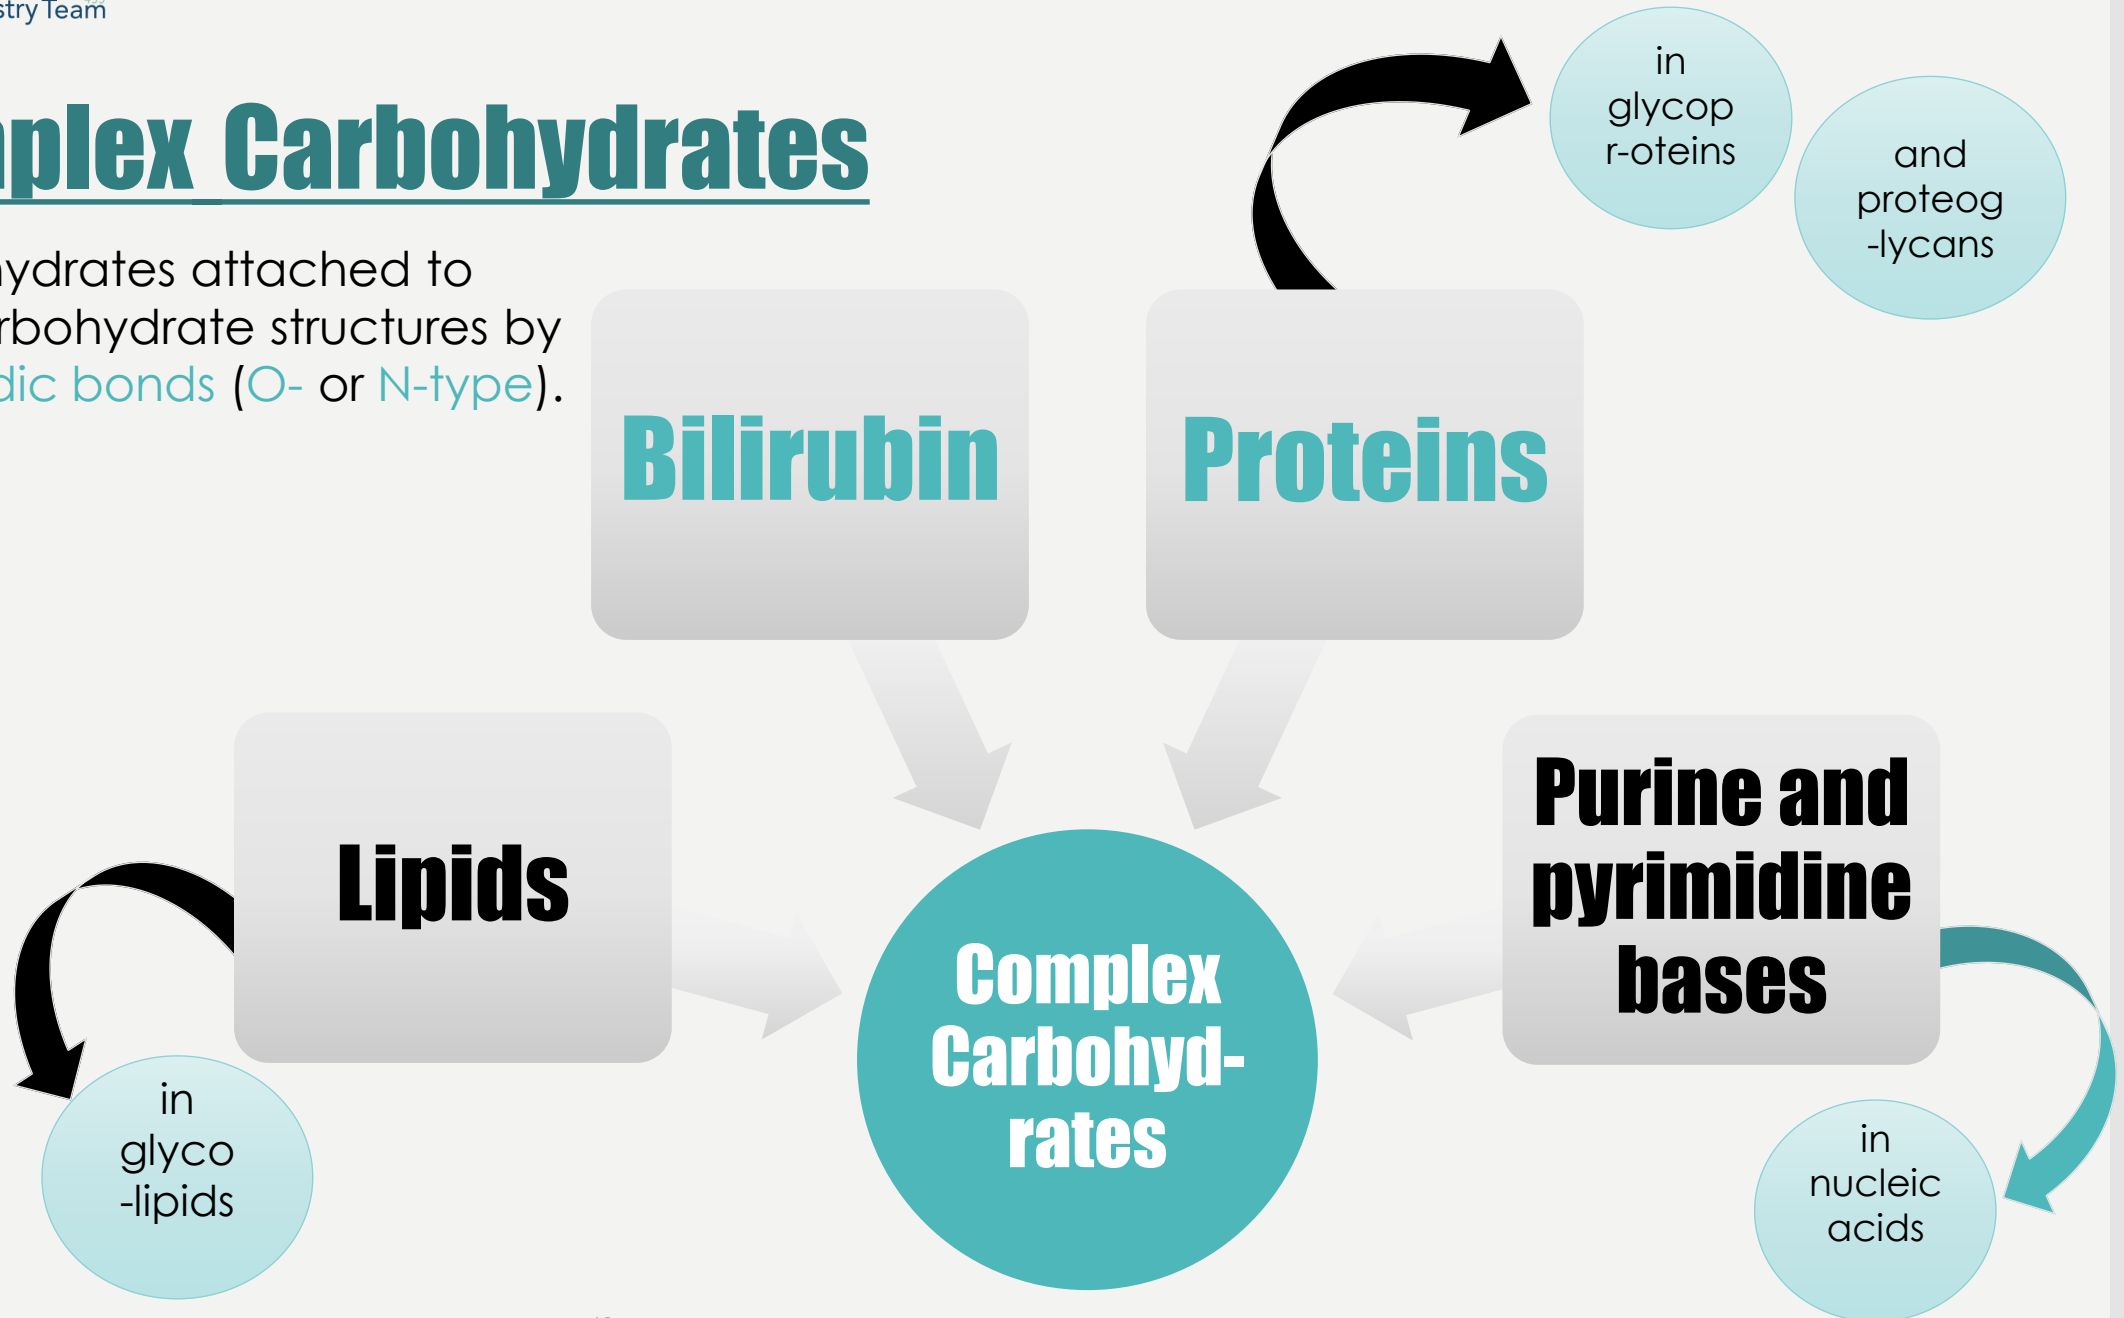 stry Team
mplex Carbohydrates
ydrates attached to
rbohydrate structures by
dic bonds (O- or N-type).
in
glycop
r-oteins
and
proteog
-lycans
Bilirubin
Proteins
Lipids
Purine and
pyrimidine
bases
Complex
Carbohyd-
rates
in
glyco
-lipids
in
nucleic
acids